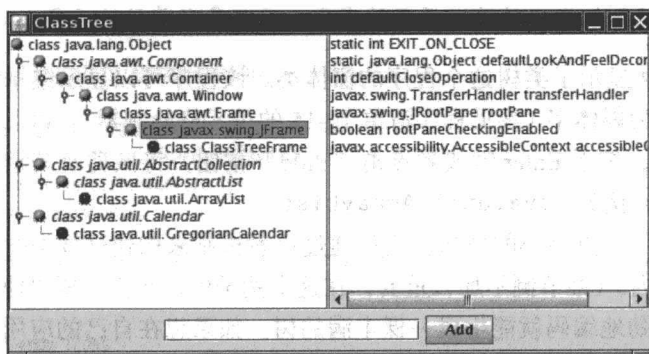 ClassTree
class java.lang.Object
class java.awt.Component
class java.awt.Container
class java.awt.Window
class java.awt.Frame
class javax.swing.JFrame
class ClassTreeFrame
class java.util.AbstractCollection
class java.util.AbstractList
class java.util.ArrayList
class java.util.Calendar
class java.util.GregorianCalendar
static int EXIT_ON_CLOSE
static java.lang.Object defaultLookAndFeelDecor
int defaultCloseOperation
javax.swing.TransferHandler transferHandler
javax.swing.JRootPane rootPane
boolean rootPaneCheckingEnabled
javax.accessibility.AccessibleContext accessibleC
Add